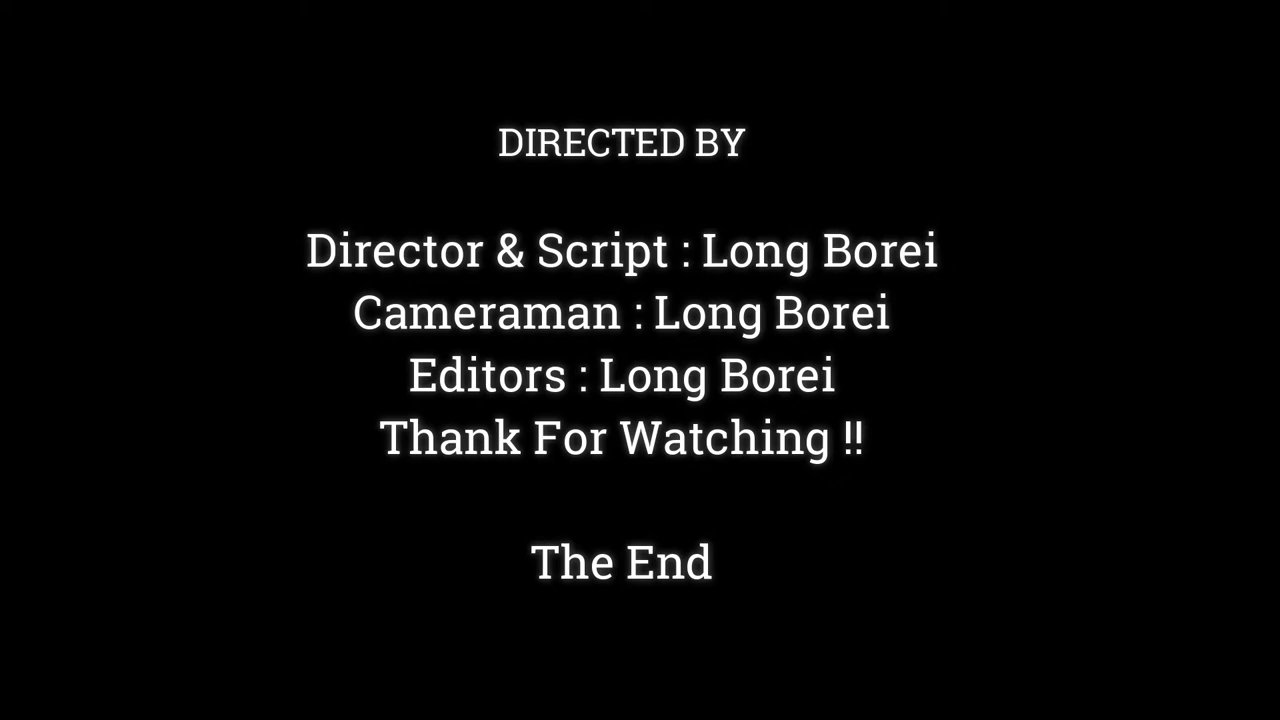 DIRECTED BY
Director & Script : Long Borei
Cameraman : Long Borei
Editors : Long Borei
Thank For Watching !!
The End